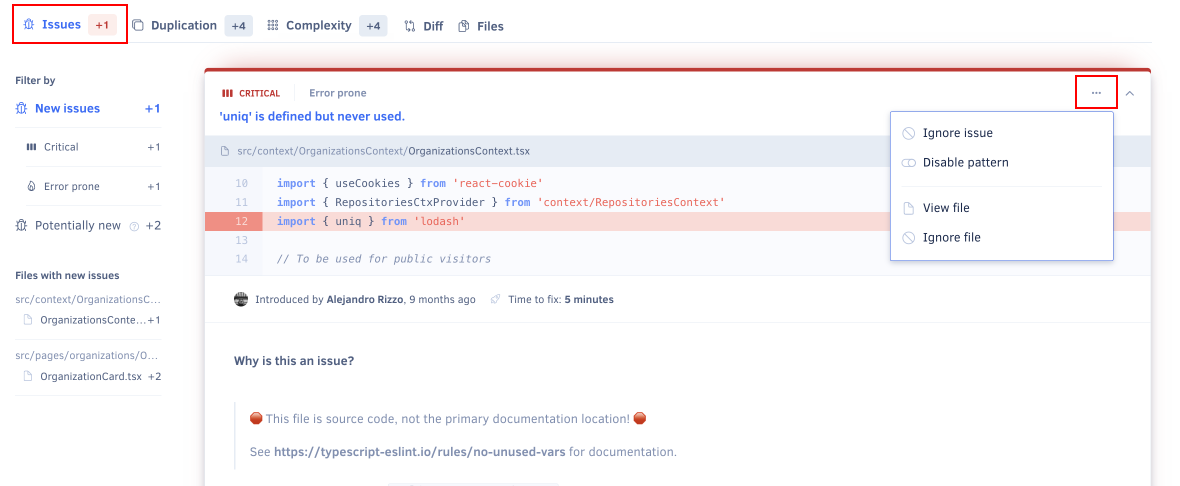 Issues +1 Duplication +4 Complexity +4 Diff Files
Filter by
New issues +1
Critical +1
Error prone +1
Potentially new +2
Files with new issues
src/context/OrganizationsC...
OrganizationsConte... +1
src/pages/organizations/O...
OrganizationCard.tsx +2
CRITICAL Error prone
'uniq' is defined but never used.
src/context/OrganizationsContext/OrganizationsContext.tsx
10 import { useCookies } from 'react-cookie'
11 import { RepositoriesCtxProvider } from 'context/RepositoriesContext'
12 import { uniq } from 'lodash'
13
14 // To be used for public visitors
Ignore issue
Disable pattern
View file
Ignore file
Introduced by Alejandro Rizzo, 9 months ago Time to fix: 5 minutes
Why is this an issue?
🛑 This file is source code, not the primary documentation location! 🛑
See https://typescript-eslint.io/rules/no-unused-vars for documentation.